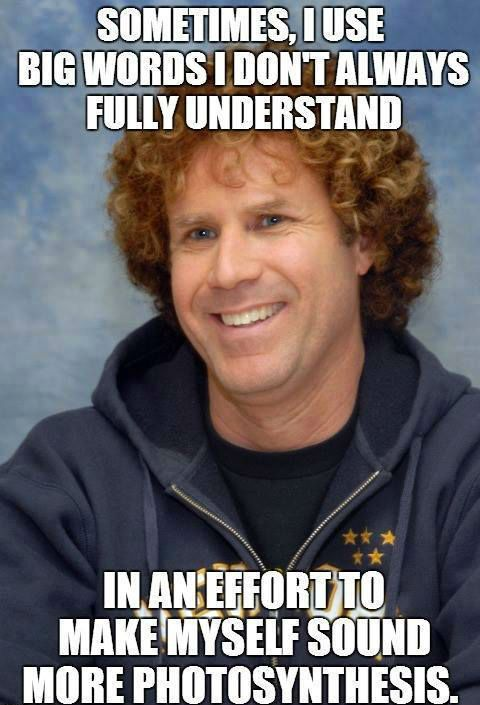 SOMETIMES, I USE
BIG WORDS I DON'T ALWAYS
FULLY UNDERSTAND
IN AN EFFORT TO
MAKE MYSELF SOUND
MORE PHOTOSYNTHESIS.